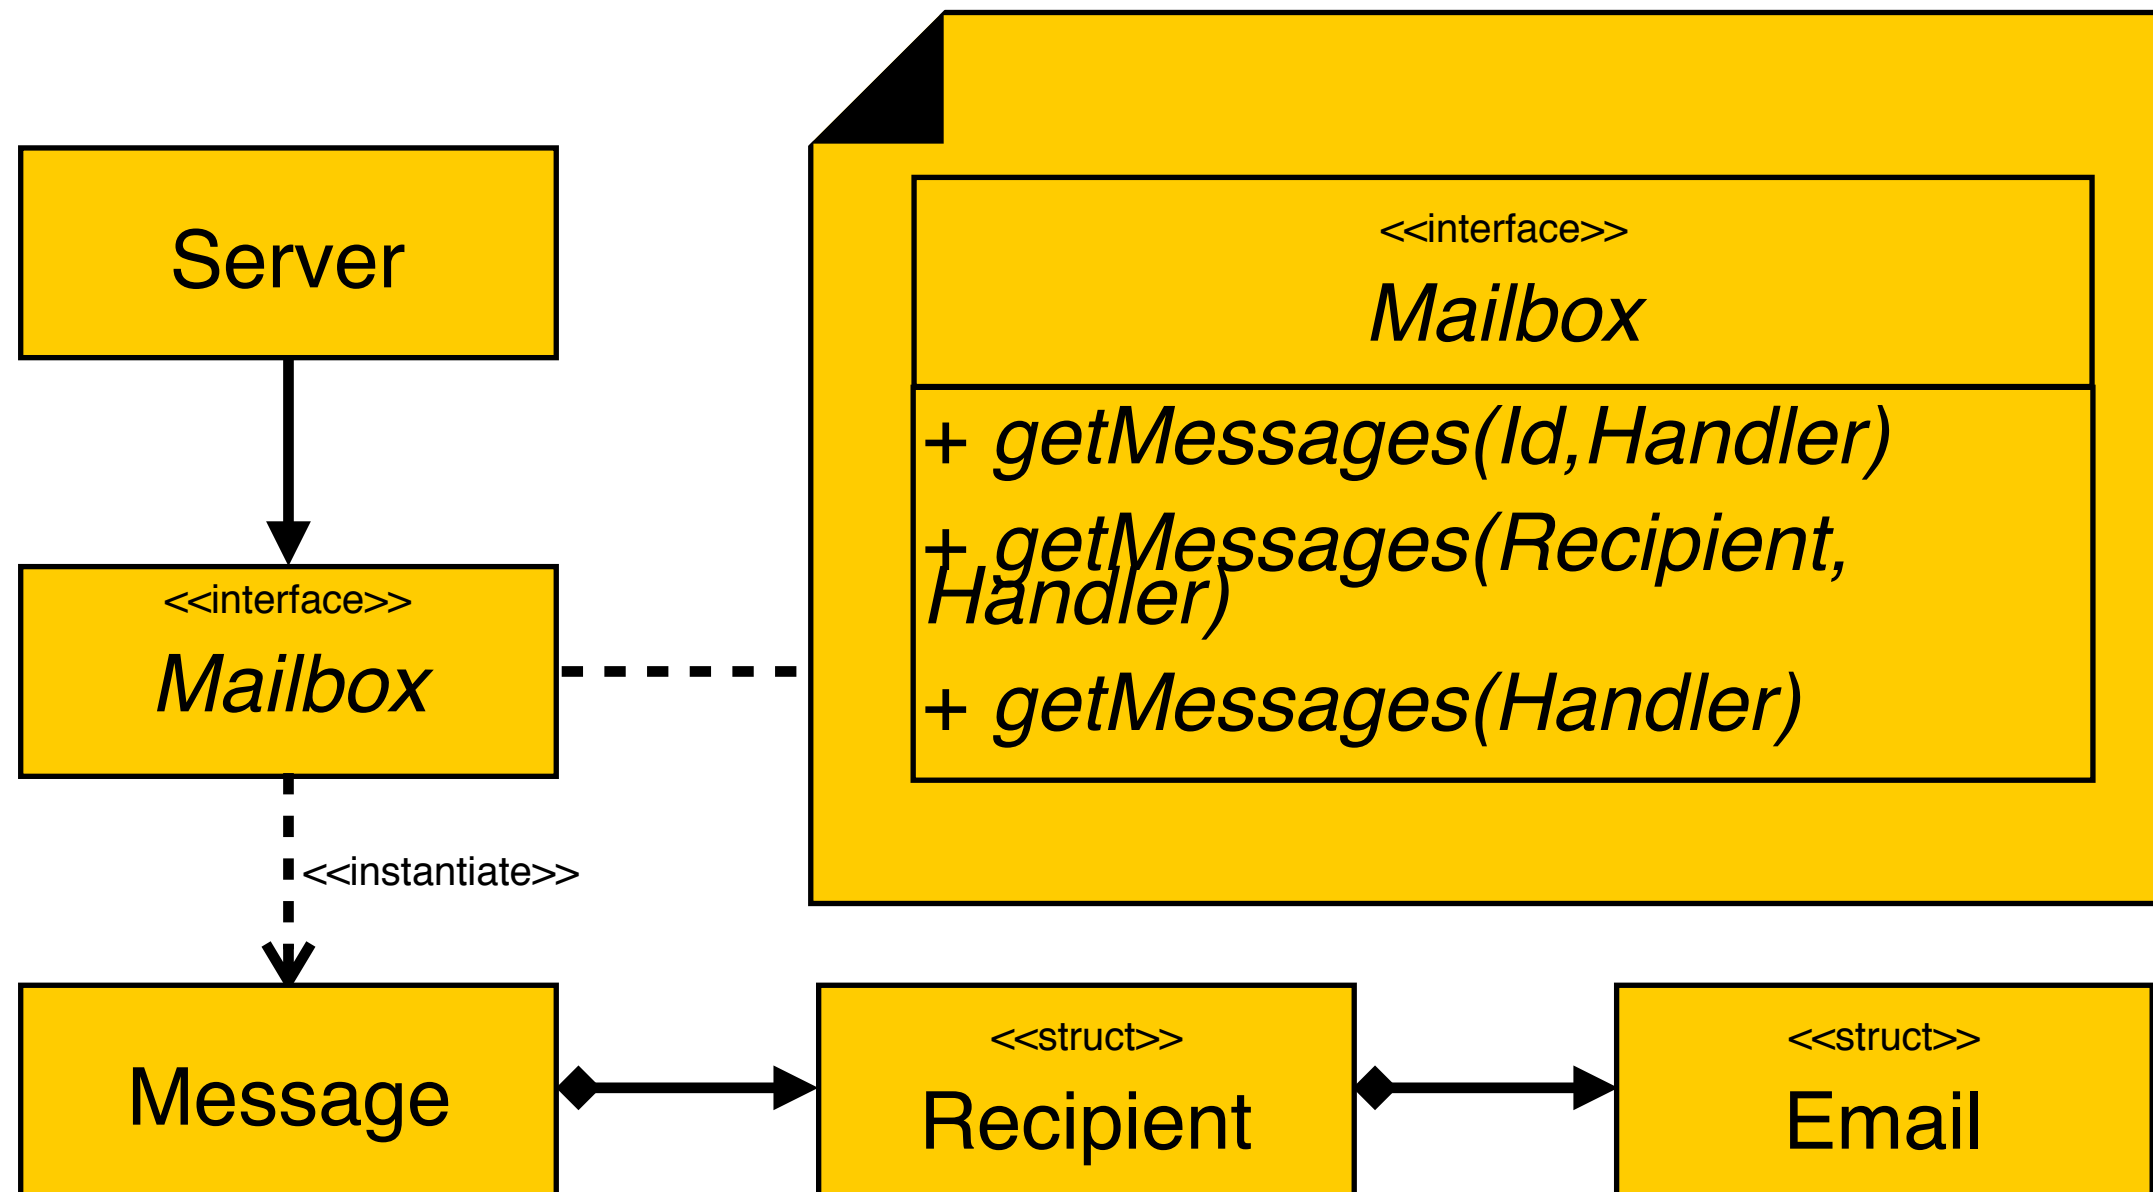 Server
<<interface>>
Mailbox
<<instantiate>>
Message
<<interface>>
Mailbox
+ getMessages(Id,Handler)
+ getMessages(Recipient,
Handler)
+ getMessages(Handler)
<<struct>>
Recipient
<<struct>>
Email